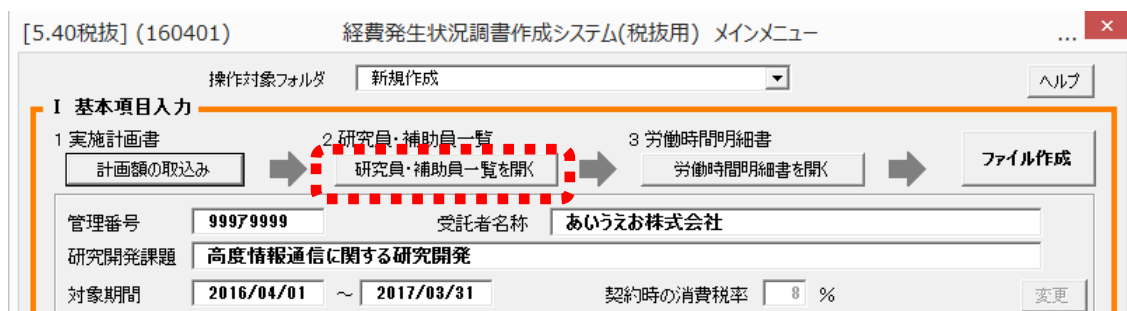 [5.40税抜] (160401) 経費発生状況調書作成システム(税抜用) メインメニュー ... ×
操作対象フォルダ 新規作成 ヘルプ
Ⅰ 基本項目入力
1 実施計画書 2 研究員・補助員一覧 3 労働時間明細書
計画額の取込み 研究員・補助員一覧を開く 労働時間明細書を開く ファイル作成
管理番号 999ア9999 受託者名称 あいうえお株式会社
研究開発課題 高度情報通信に関する研究開発
対象期間 2016/04/01 ~ 2017/03/31 契約時の消費税率 8 % 変更